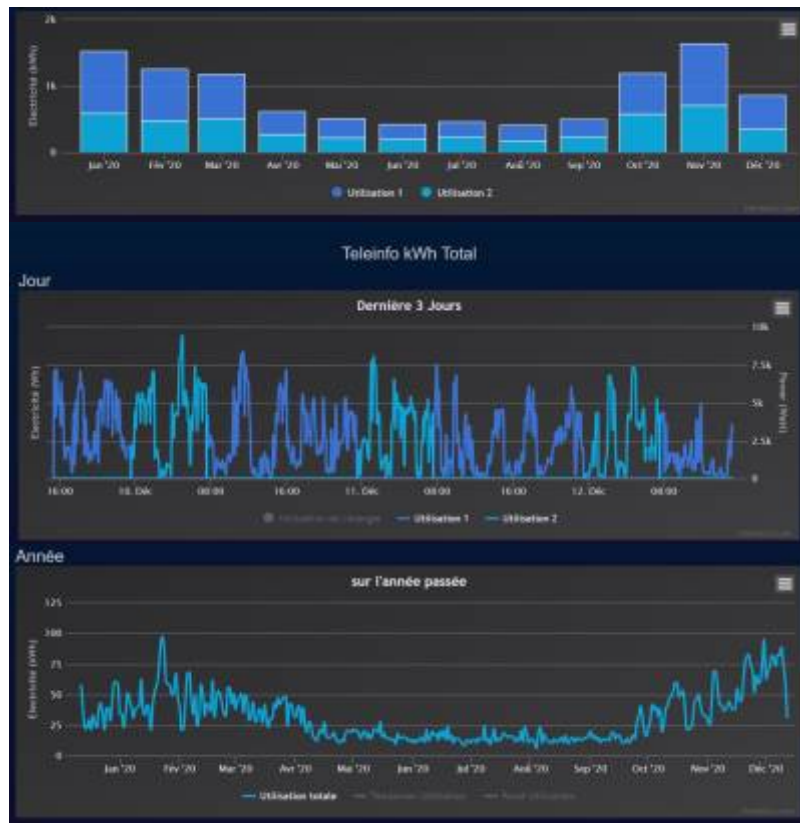 2k
Electricité (kWh)
1k
0
Jan '20 Fév '20 Mar '20 Avr '20 Mai '20 Jun '20 Jul '20 Aoû '20 Sep '20 Oct '20 Nov '20 Déc '20
Utilisation 1 Utilisation 2
Teleinfo kWh Total
Jour
Dernière 3 Jours
10k
7.5k
5k
2.5k
0
Electricité (Wh)
Power (Watt)
16:00 10. Déc 08:00 16:00 11. Déc 08:00 16:00 12. Déc 08:00
Utilisation 1 Utilisation 2
Année
sur l'année passée
125
100
75
50
25
0
Electricité (kWh)
Jan '20 Fév '20 Mar '20 Avr '20 Mai '20 Jun '20 Jul '20 Aoû '20 Sep '20 Oct '20 Nov '20 Déc '20
Utilisation totale